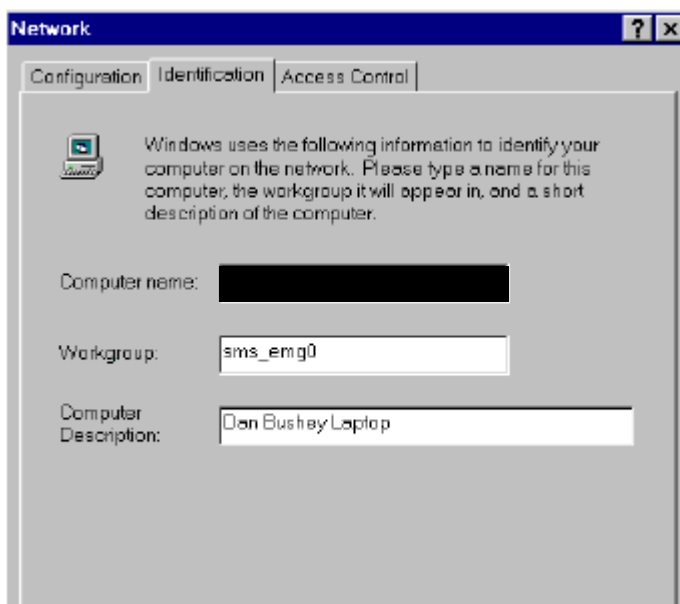 Network
Configuration Identification Access Control
Windows uses the following information to identify your
computer on the network. Please type a name for this
computer, the workgroup it will appear in, and a short
description of the computer.
Computer name:
Workgroup: sms_emg0
Computer
Description: Dan Bushey Laptop